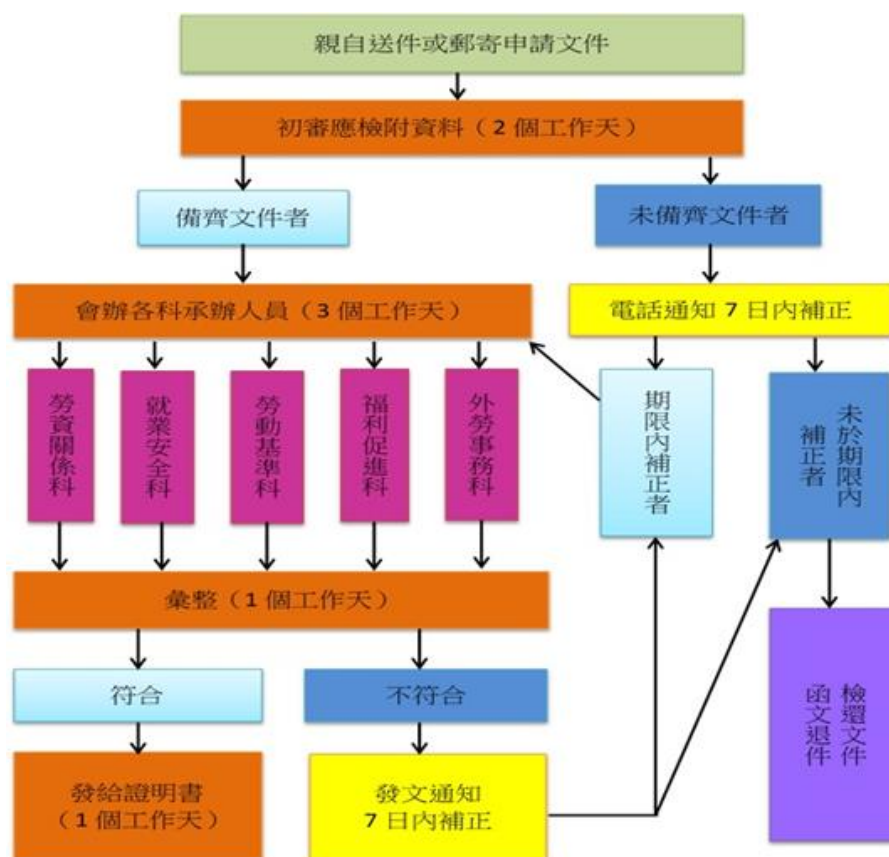 親自送件或郵寄申請文件
初審應檢附資料（2 個工作天）
備齊文件者
未備齊文件者
會辦各科承辦人員（3 個工作天）
電話通知 7 日內補正
勞資關係科
就業安全科
勞動基準科
福利促進科
外勞事務科
期限內補正者
未於期限內
補正者
彙整（1 個工作天）
符合
不符合
檢還文件
函文退件
發給證明書
（1 個工作天）
發文通知
7 日內補正